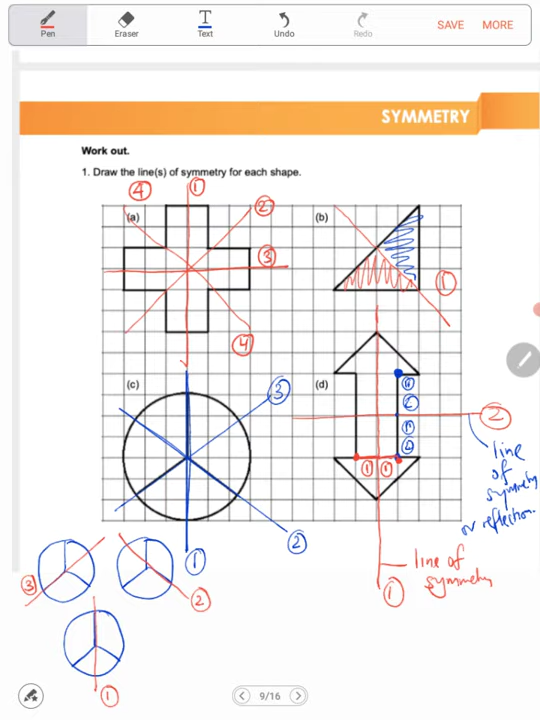 Pen
Eraser
T
Text
Undo
Redo
SAVE
MORE
SYMMETRY
Work out.
1. Draw the line(s) of symmetry for each shape.
④
①
②
(a)
(b)
③
①
④
(c)
③
(d)
②
line
of
symmetry
or reflection
① ①
①
②
line of
symmetry
①
③
②
①
9/16